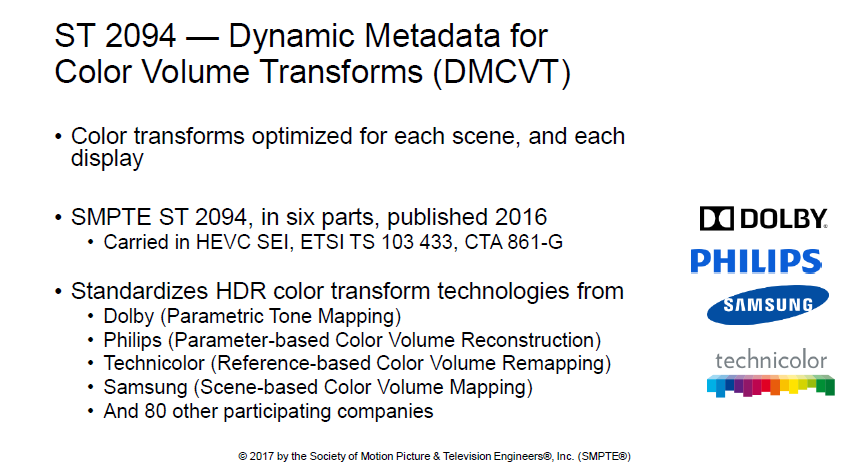 ST 2094 — Dynamic Metadata for
Color Volume Transforms (DMCVT)
• Color transforms optimized for each scene, and each
display
• SMPTE ST 2094, in six parts, published 2016
• Carried in HEVC SEI, ETSI TS 103 433, CTA 861-G
• Standardizes HDR color transform technologies from
• Dolby (Parametric Tone Mapping)
• Philips (Parameter-based Color Volume Reconstruction)
• Technicolor (Reference-based Color Volume Remapping)
• Samsung (Scene-based Color Volume Mapping)
• And 80 other participating companies
DOLBY®
PHILIPS
SAMSUNG
technicolor
© 2017 by the Society of Motion Picture & Television Engineers®, Inc. (SMPTE®)